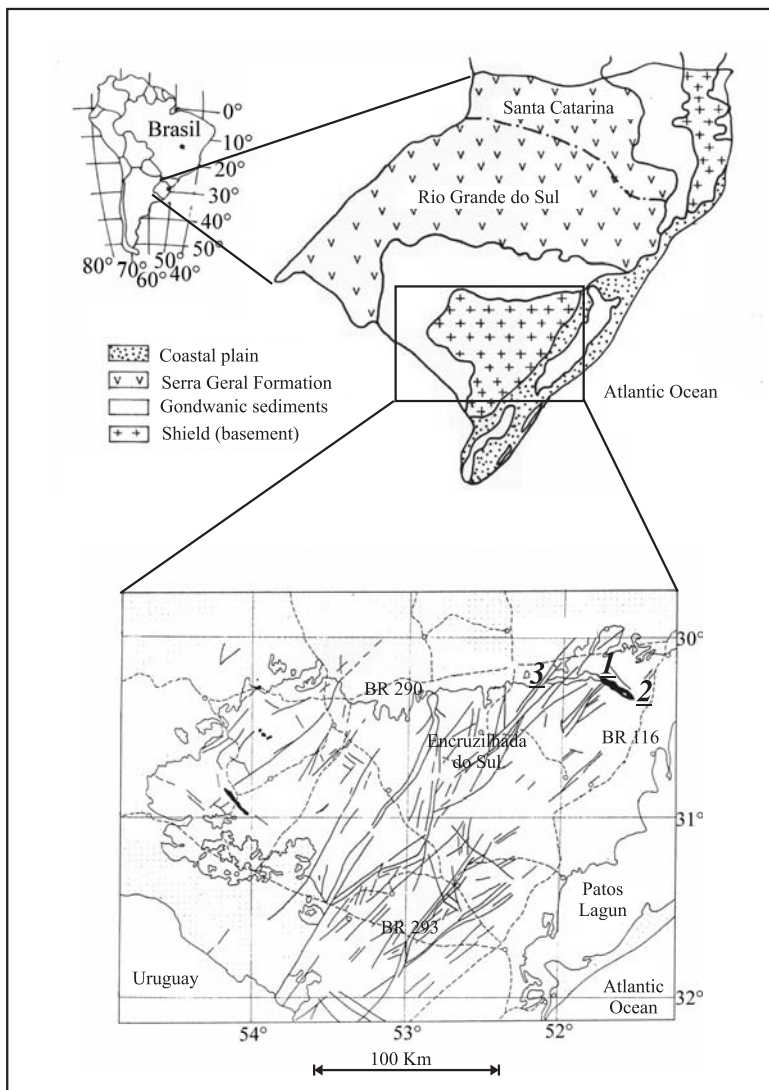 Brasil
0°
10°
20°
30°
40°
50°
80°
70°
60°
50°
40°
Santa Catarina
Rio Grande do Sul
Coastal plain
Serra Geral Formation
Gondwanic sediments
Shield (basement)
Atlantic Ocean
30°
1
3
2
BR 290
BR 116
Encruzilhada
do Sul
31°
Patos
Lagun
BR 293
Uruguay
Atlantic
Ocean
32°
54°
53°
52°
100 Km